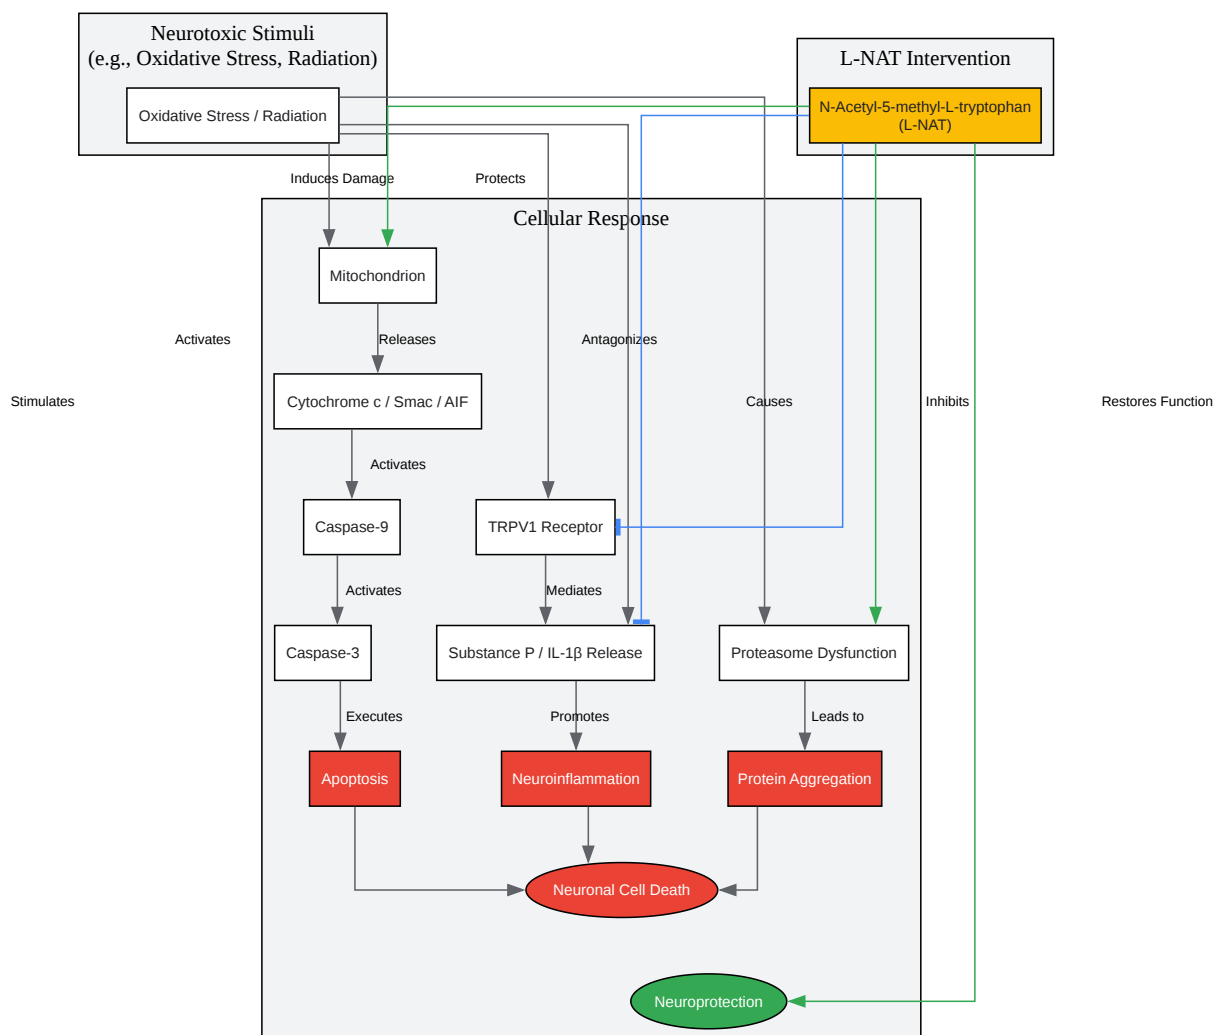 Neurotoxic Stimuli
(e.g., Oxidative Stress, Radiation)
L-NAT Intervention
Oxidative Stress / Radiation
N-Acetyl-5-methyl-L-tryptophan
(L-NAT)
Induces Damage
Protects
Cellular Response
Mitochondrion
Activates
Releases
Antagonizes
Stimulates
Cytochrome c / Smac / AIF
Causes
Inhibits
Restores Function
Activates
Caspase-9
TRPV1 Receptor
Activates
Mediates
Caspase-3
Substance P / IL-1β Release
Proteasome Dysfunction
Executes
Promotes
Leads to
Apoptosis
Neuroinflammation
Protein Aggregation
Neuronal Cell Death
Neuroprotection